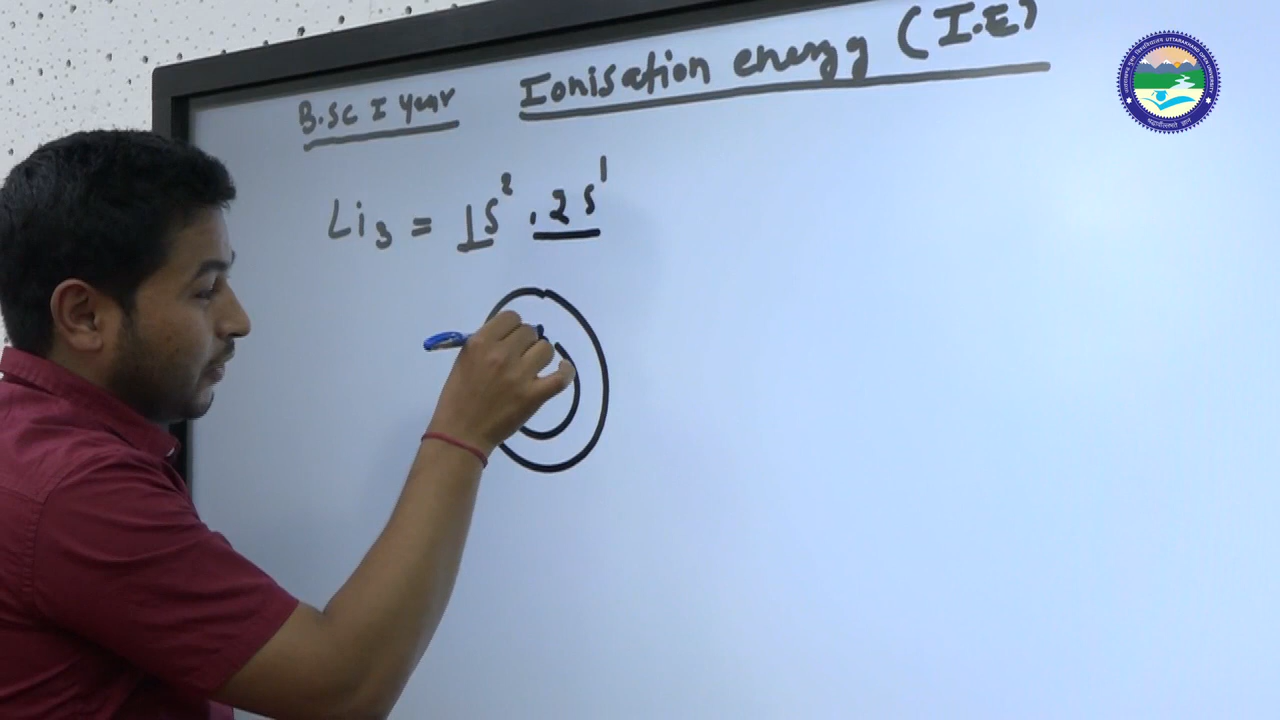 B.Sc I year
Ionisation energy (I.E)
Li₃ = 1S² . 2S¹